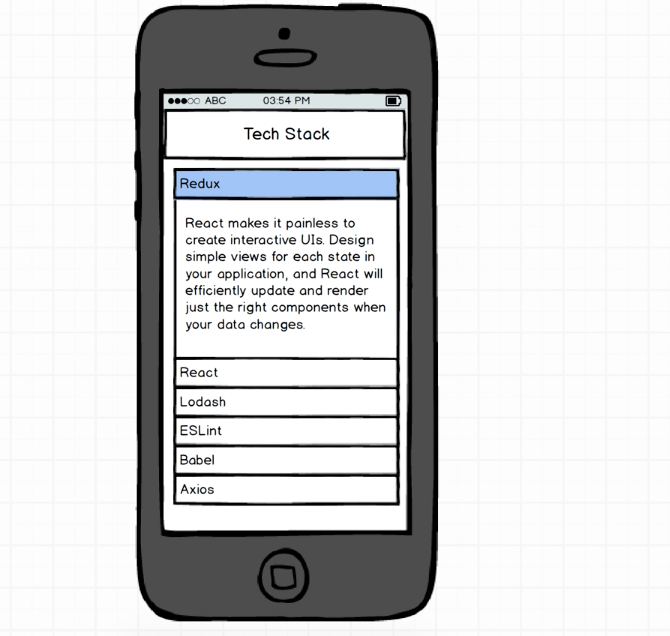 ABC 03:54 PM
Tech Stack
Redux
React makes it painless to
create interactive UIs. Design
simple views for each state in
your application, and React will
efficiently update and render
just the right components when
your data changes.
React
Lodash
ESLint
Babel
Axios